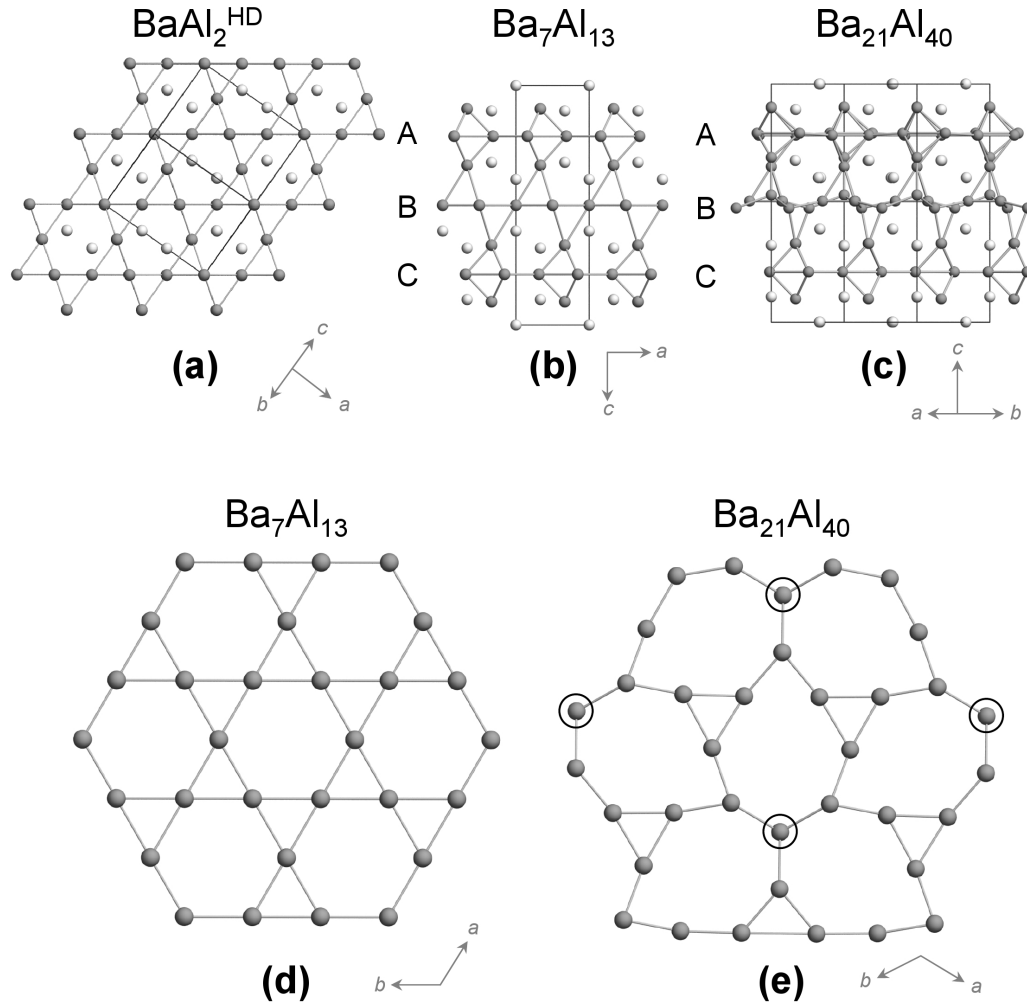 BaAl₂ᴴᴰ
Ba₇Al₁₃
Ba₂₁Al₄₀
A
B
C
A
B
C
c
b
a
(a)
a
c
(b)
c
a
b
(c)
Ba₇Al₁₃
Ba₂₁Al₄₀
a
b
(d)
b
a
(e)